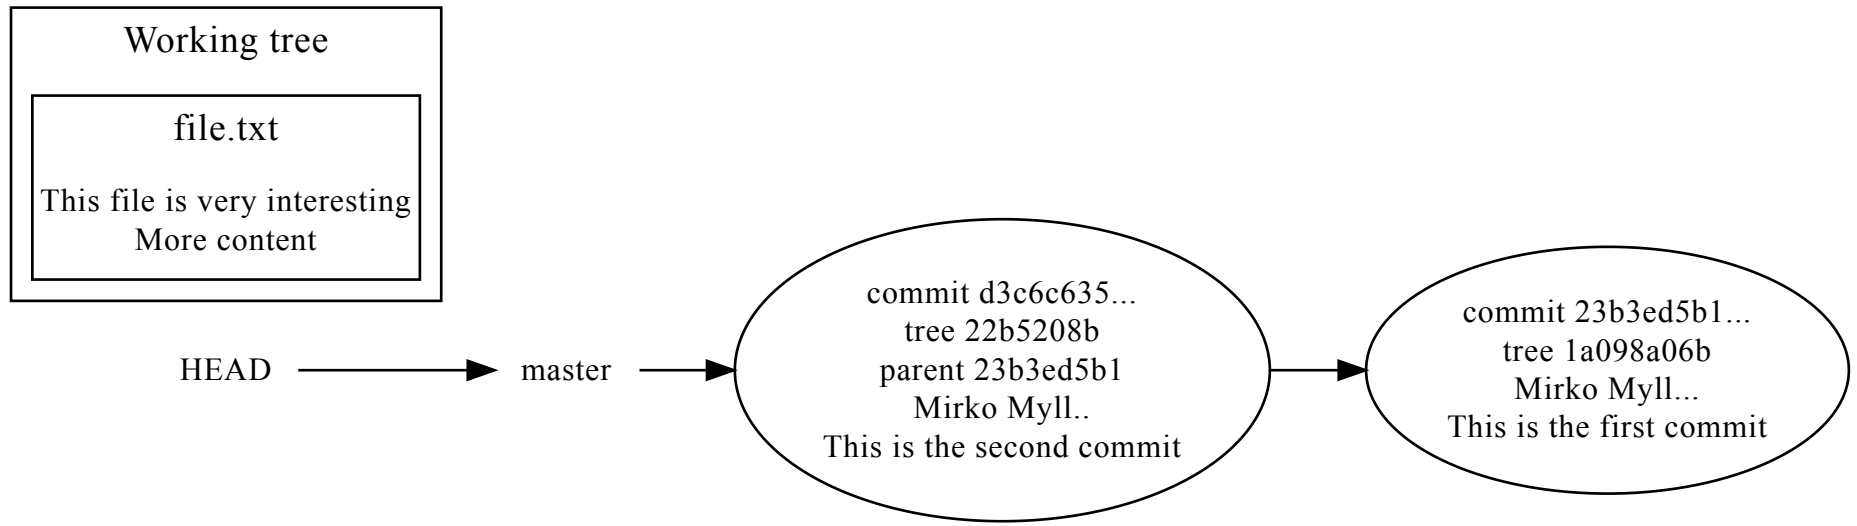 Working tree
file.txt
This file is very interesting
More content
HEAD
master
commit d3c6c635...
tree 22b5208b
parent 23b3ed5b1
Mirko Myll..
This is the second commit
commit 23b3ed5b1...
tree 1a098a06b
Mirko Myll...
This is the first commit